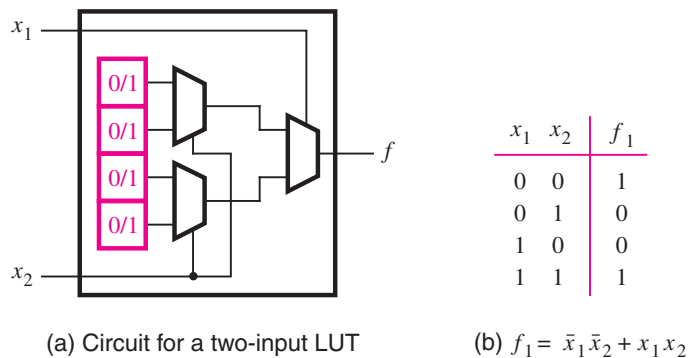 x₁
0/1
0/1
0/1
0/1
f
x₂
(a) Circuit for a two-input LUT
x₁ x₂ f₁
0 0 1
0 1 0
1 0 0
1 1 1
(b) f₁ = x̄₁x̄₂ + x₁x₂